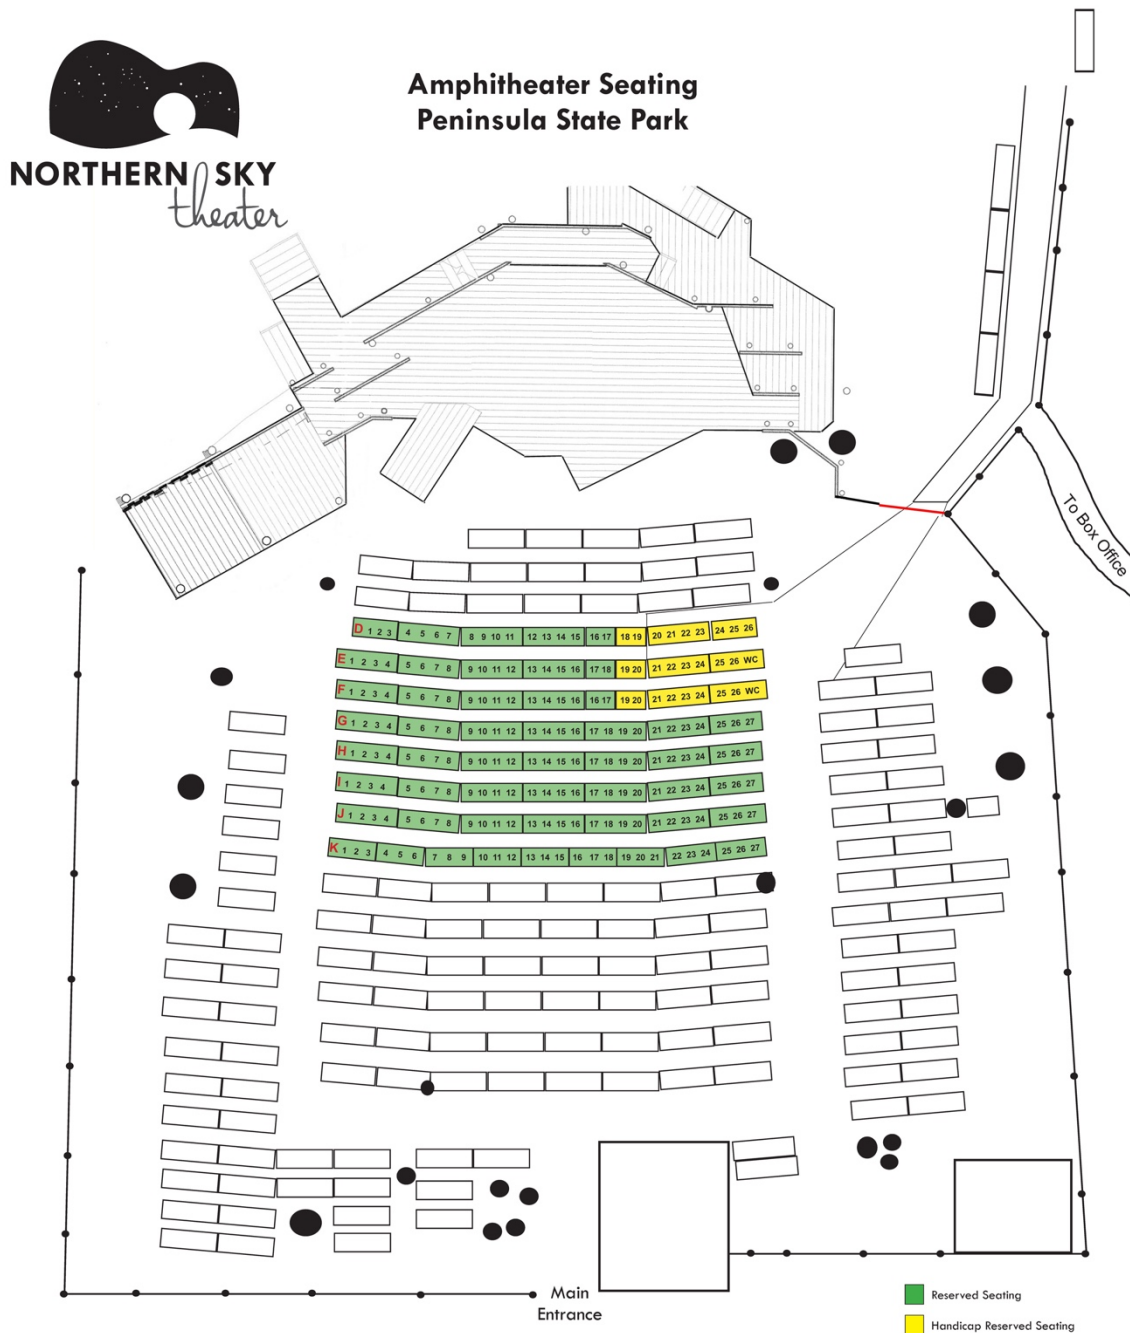 Amphitheater Seating
Peninsula State Park
NORTHERN SKY
theater
To Box Office
D 1 2 3 4 5 6 7 8 9 10 11 12 13 14 15 16 17 18 19 20 21 22 23 24 25 26
E 1 2 3 4 5 6 7 8 9 10 11 12 13 14 15 16 17 18 19 20 21 22 23 24 25 26 WC
F 1 2 3 4 5 6 7 8 9 10 11 12 13 14 15 16 16 17 19 20 21 22 23 24 25 26 WC
G 1 2 3 4 5 6 7 8 9 10 11 12 13 14 15 16 17 18 19 20 21 22 23 24 25 26 27
H 1 2 3 4 5 6 7 8 9 10 11 12 13 14 15 16 17 18 19 20 21 22 23 24 25 26 27
I 1 2 3 4 5 6 7 8 9 10 11 12 13 14 15 16 17 18 19 20 21 22 23 24 25 26 27
J 1 2 3 4 5 6 7 8 9 10 11 12 13 14 15 16 17 18 19 20 21 22 23 24 25 26 27
K 1 2 3 4 5 6 7 8 9 10 11 12 13 14 15 16 17 18 19 20 21 22 23 24 25 26 27
Main
Entrance
Reserved Seating
Handicap Reserved Seating